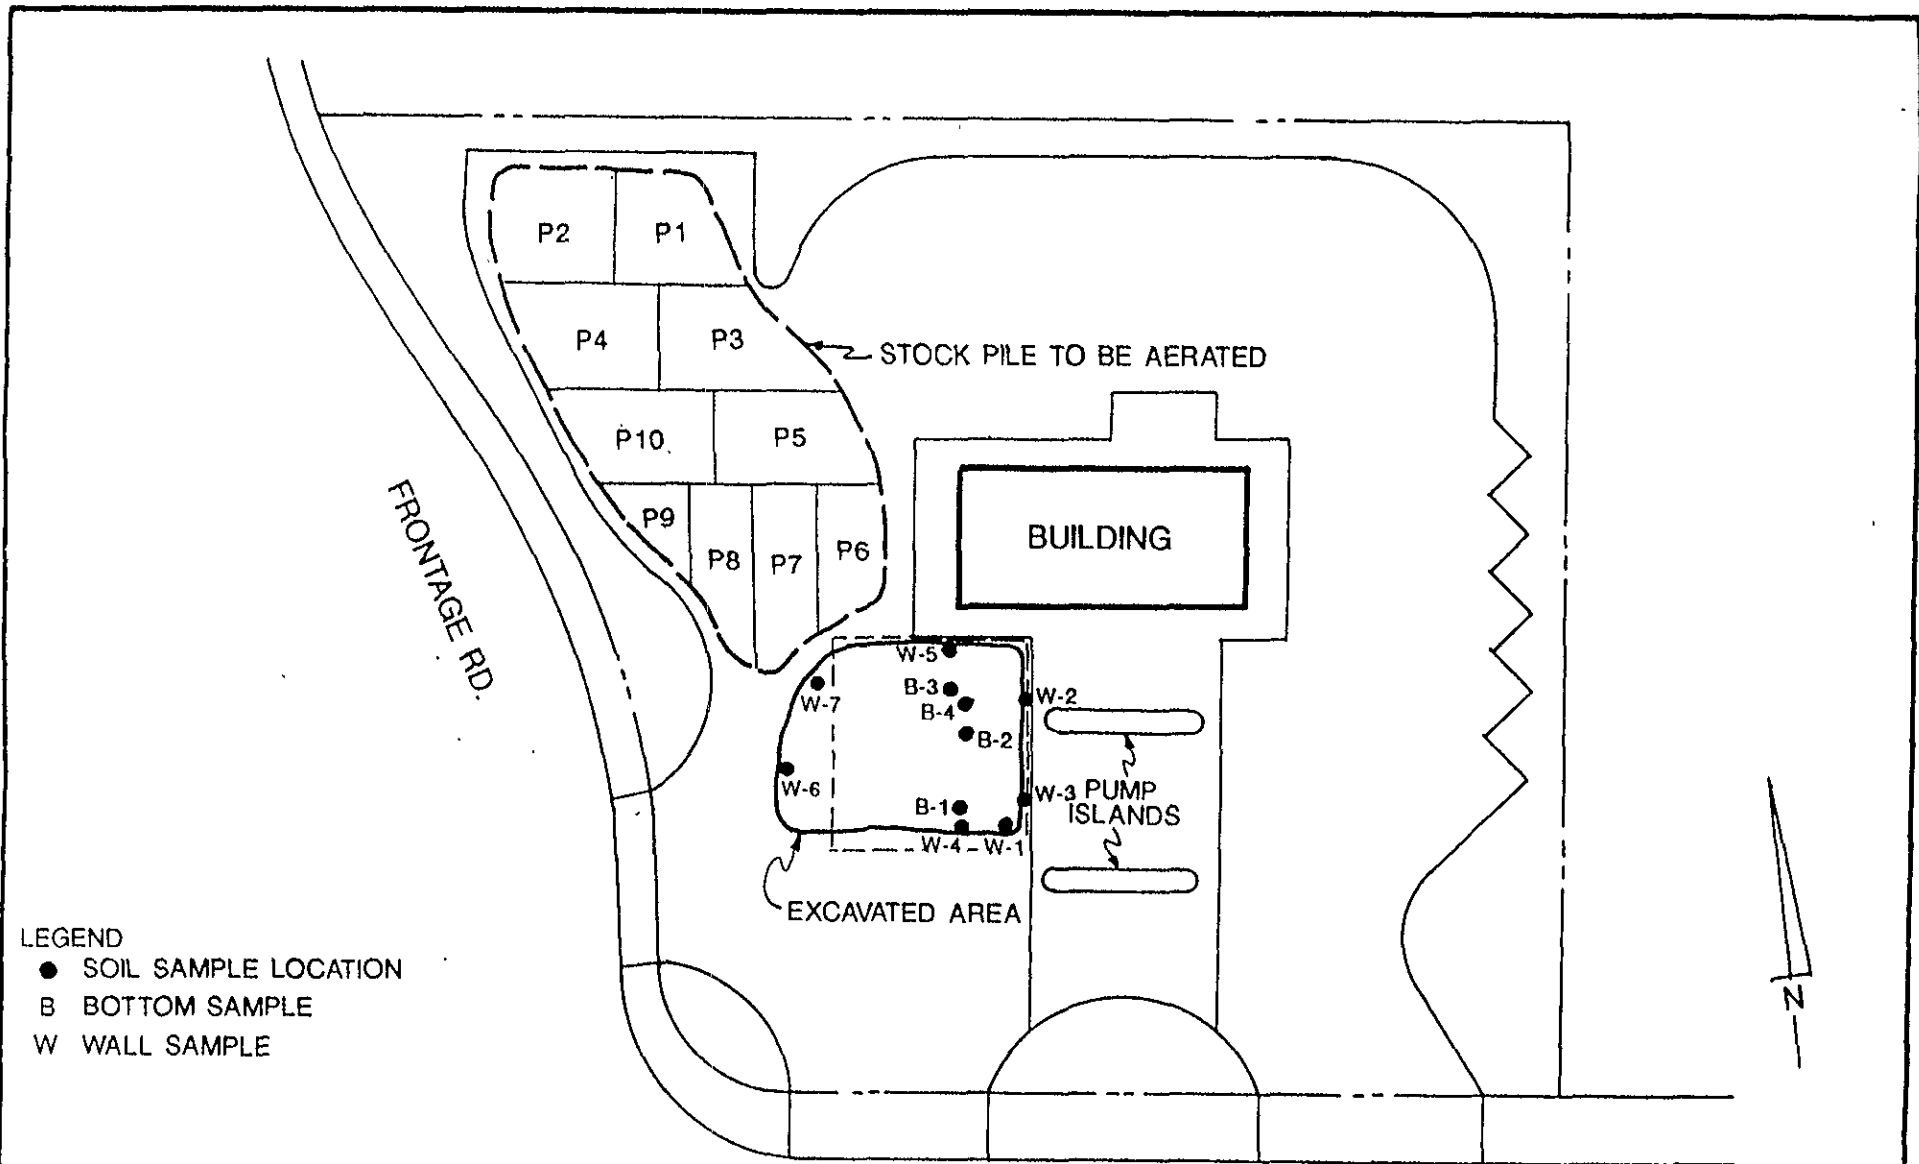 P2
P1
P4
P3
STOCK PILE TO BE AERATED
P10
P5
P9
P8
P7
P6
BUILDING
FRONTAGE RD.
W-5
B-3
B-4
B-2
W-2
W-7
W-6
B-1
W-3
PUMP
ISLANDS
W-4
W-1
EXCAVATED AREA
LEGEND
SOIL SAMPLE LOCATION
B BOTTOM SAMPLE
W WALL SAMPLE
N